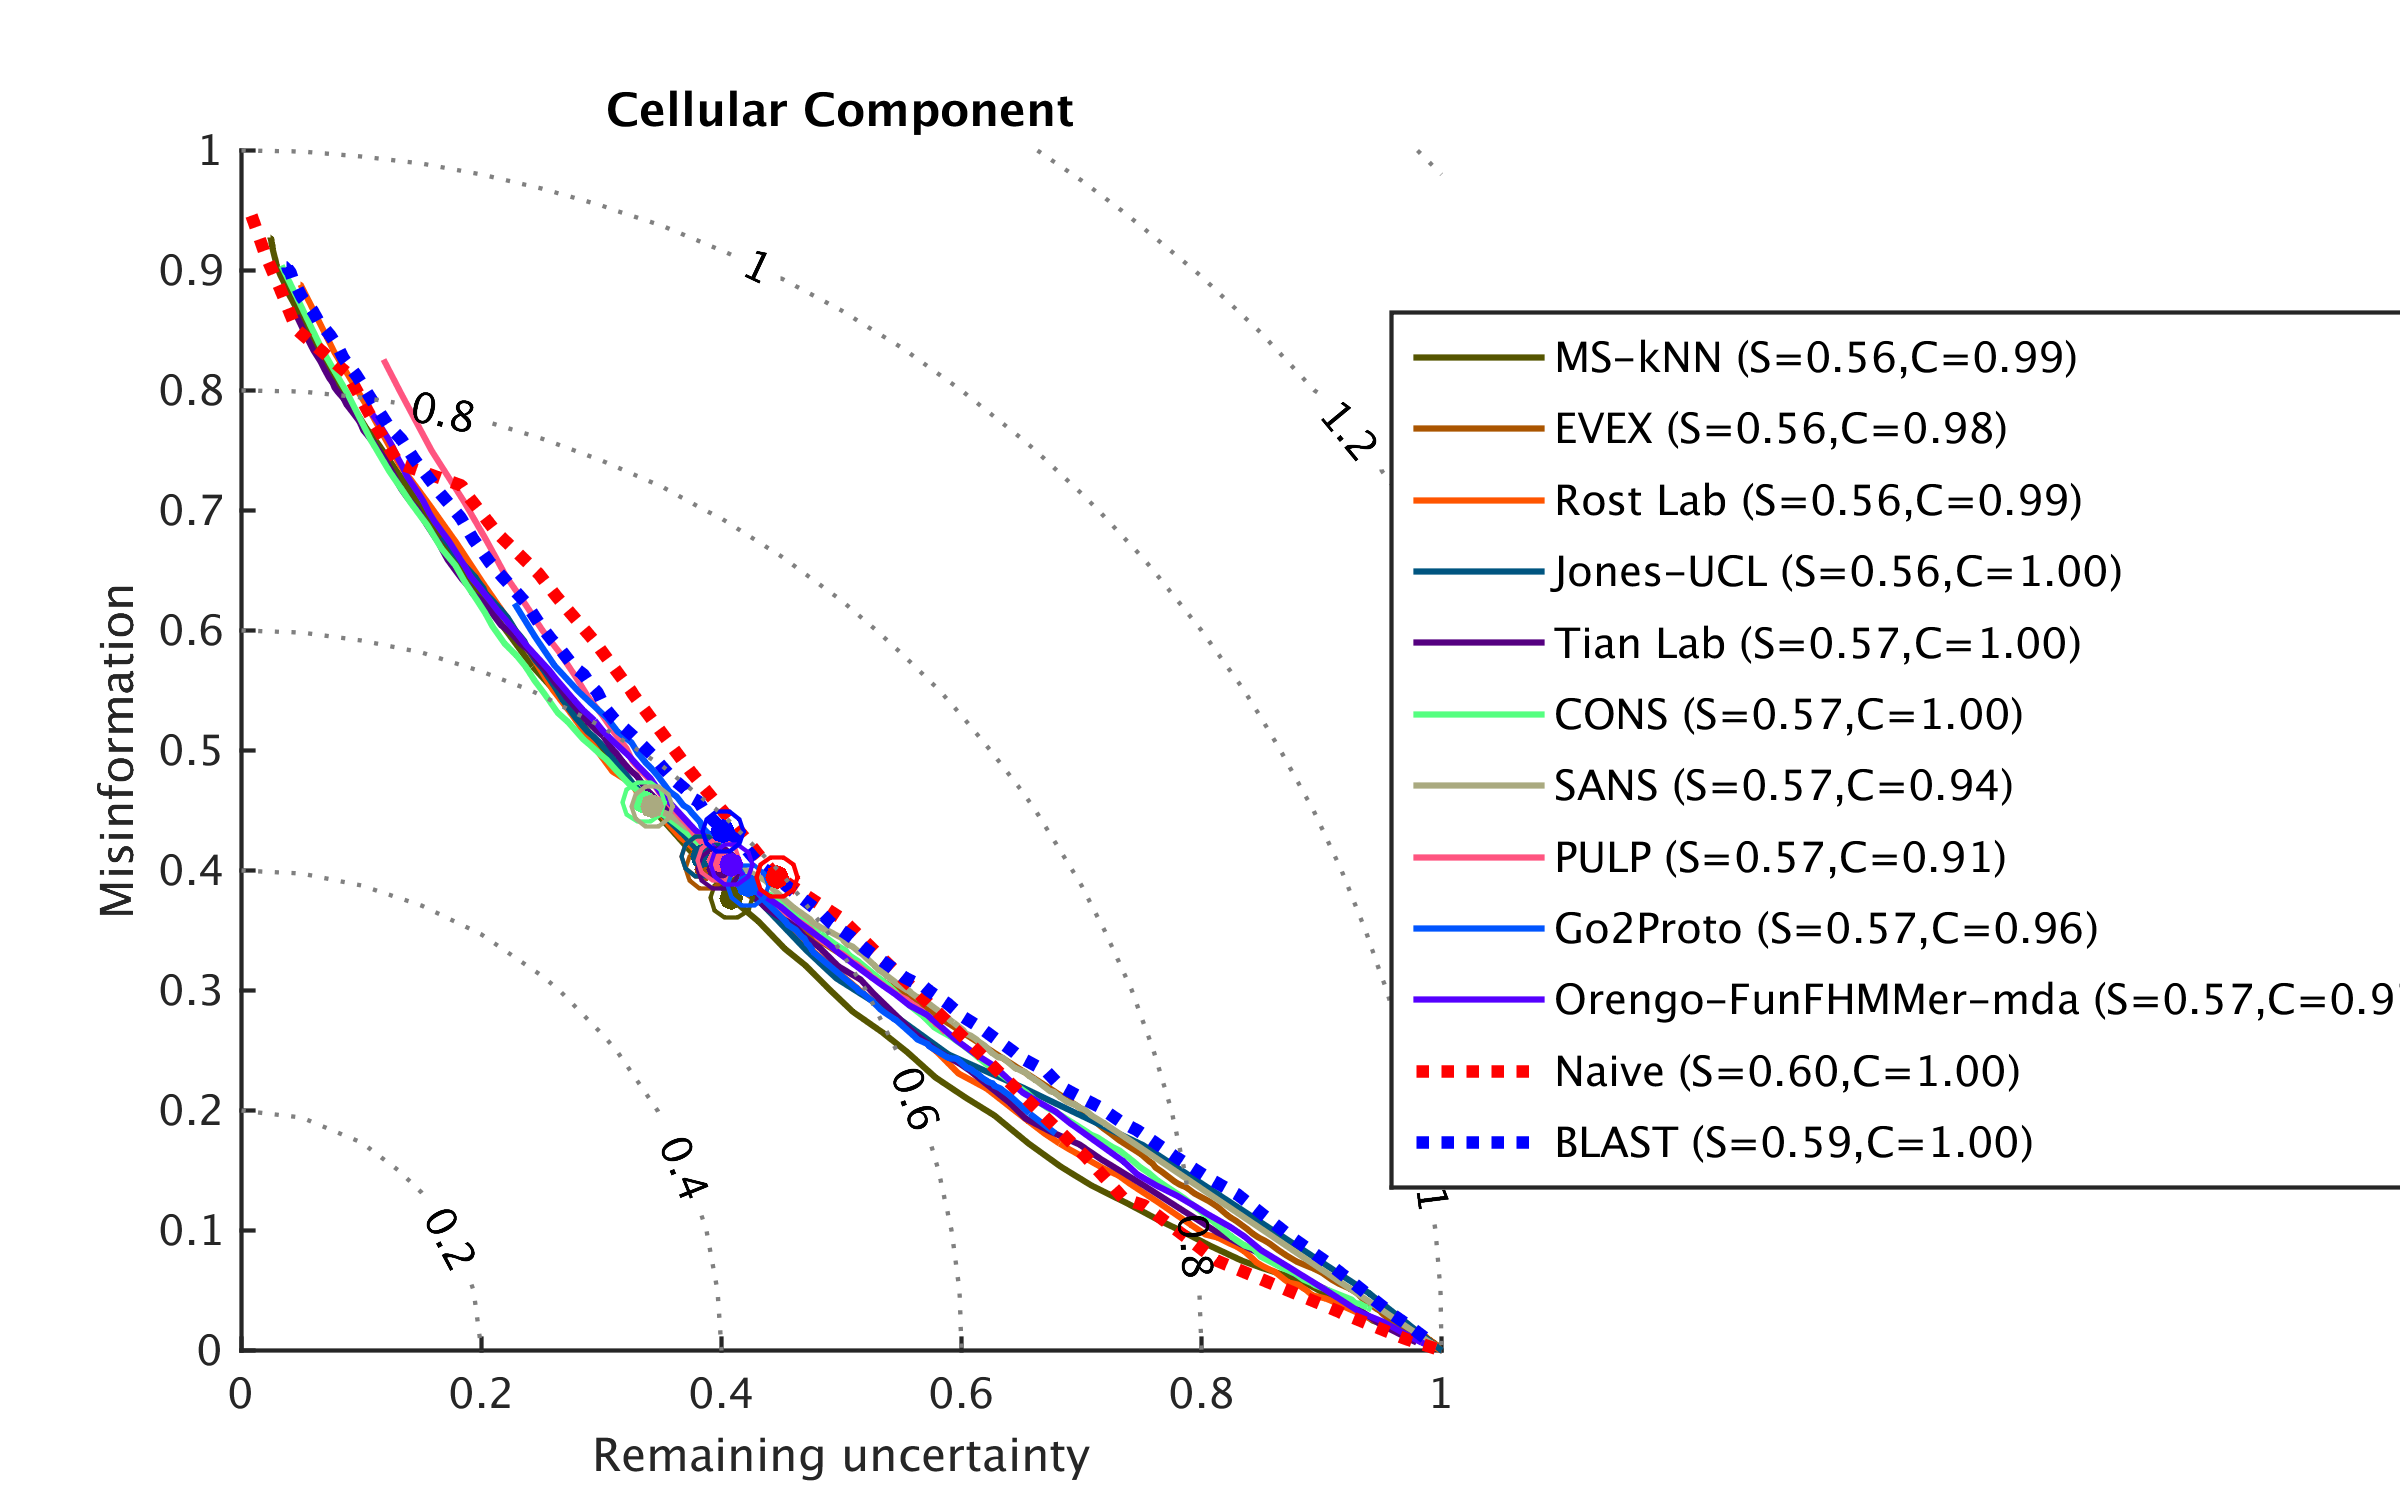 Cellular Component
1
0.9
0.8
0.7
0.6
0.5
0.4
0.3
0.2
0.1
0
Misinformation
0
0.2
0.4
0.6
0.8
1
Remaining uncertainty
1
0.8
1.2
0.6
0.4
0.2
0.8
1
MS-kNN (S=0.56,C=0.99)
EVEX (S=0.56,C=0.98)
Rost Lab (S=0.56,C=0.99)
Jones-UCL (S=0.56,C=1.00)
Tian Lab (S=0.57,C=1.00)
CONS (S=0.57,C=1.00)
SANS (S=0.57,C=0.94)
PULP (S=0.57,C=0.91)
Go2Proto (S=0.57,C=0.96)
Orengo-FunFHMMer-mda (S=0.57,C=0.9
Naive (S=0.60,C=1.00)
BLAST (S=0.59,C=1.00)